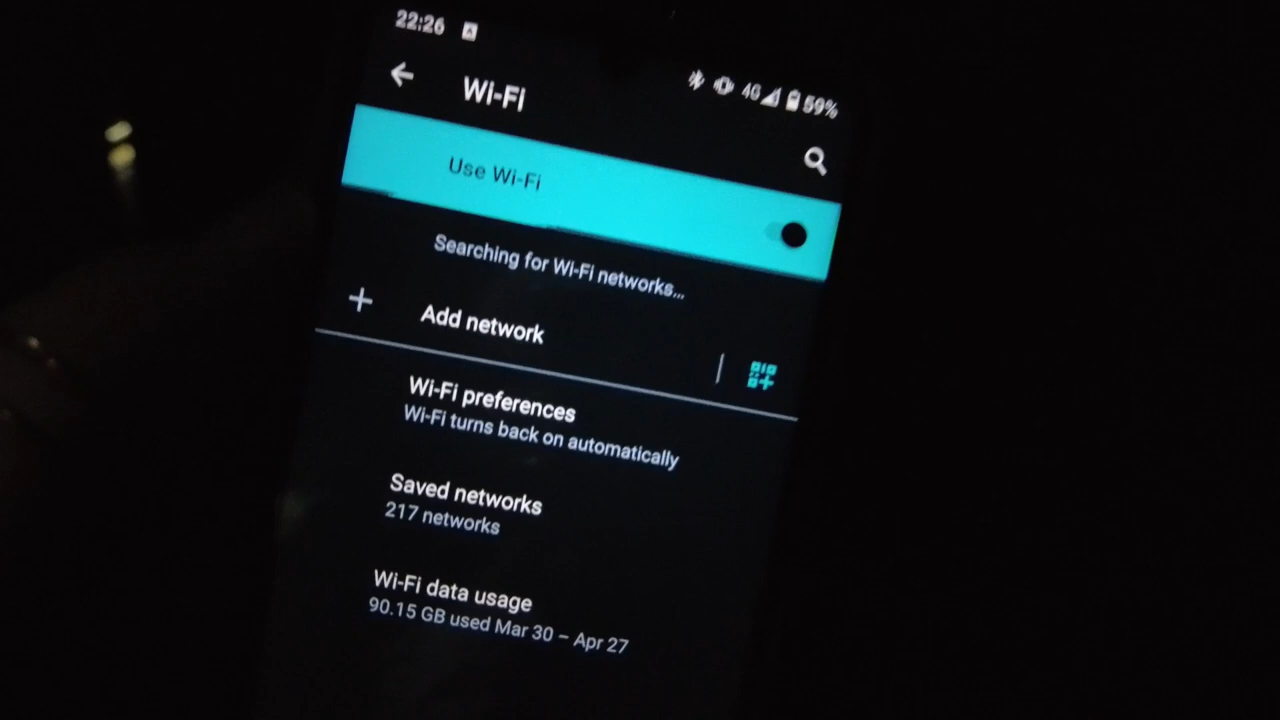 22:26
4G 59%
Wi-Fi
Use Wi-Fi
Searching for Wi-Fi networks...
Add network
Wi-Fi preferences
Wi-Fi turns back on automatically
Saved networks
217 networks
Wi-Fi data usage
90.15 GB used Mar 30 – Apr 27